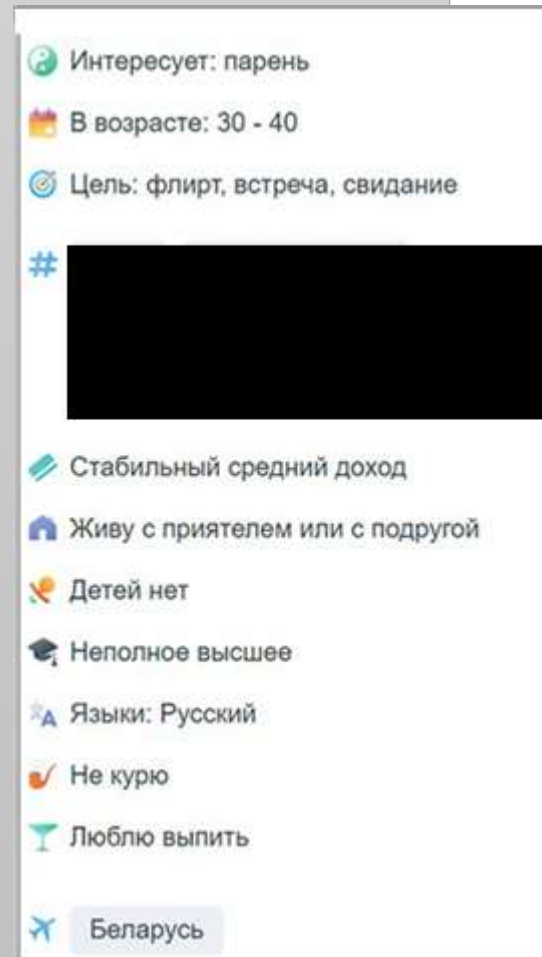 Интересует: парень
В возрасте: 30 - 40
Цель: флирт, встреча, свидание
#
Стабильный средний доход
Живу с приятелем или с подругой
Детей нет
Неполное высшее
Языки: Русский
Не курю
Люблю выпить
Беларусь